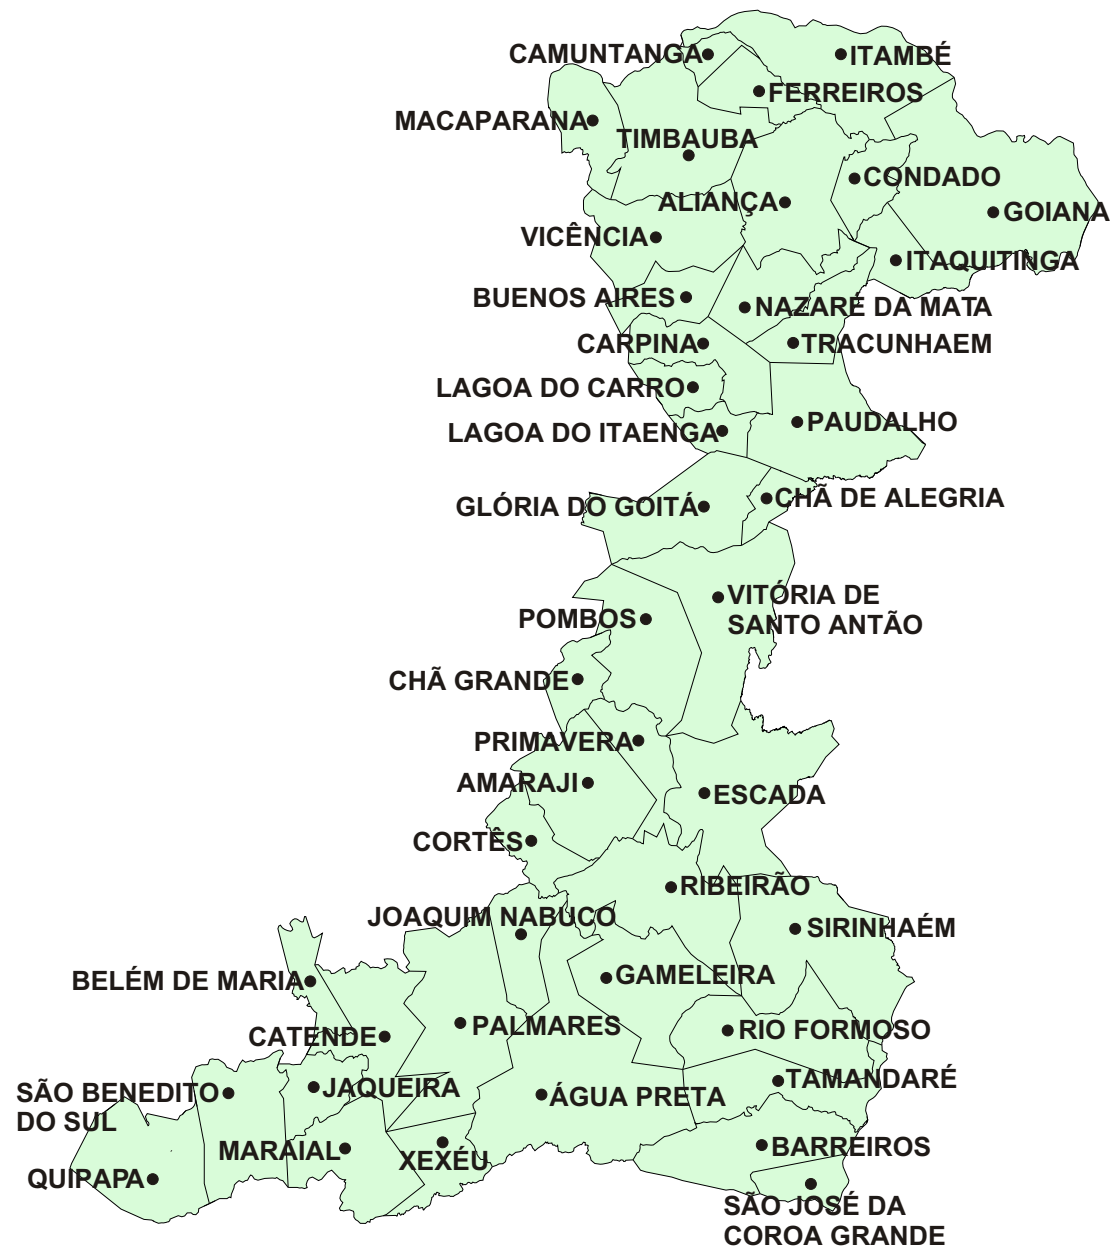 CAMUNTANGA
ITAMBÉ
FERREIROS
MACAPARANA
TIMBAUBA
CONDADO
ALIANÇA
GOIANA
VICÊNCIA
ITAQUITINGA
BUENOS AIRES
NAZARÉ DA MATA
CARPINA
TRACUNHAEM
LAGOA DO CARRO
PAUDALHO
LAGOA DO ITAENGA
CHÃ DE ALEGRIA
GLÓRIA DO GOITÁ
VITÓRIA DE
SANTO ANTÃO
POMBOS
CHÃ GRANDE
PRIMAVERA
AMARAJI
ESCADA
CORTÊS
RIBEIRÃO
JOAQUIM NABUCO
SIRINHAÉM
GAMELEIRA
BELÉM DE MARIA
PALMARES
RIO FORMOSO
CATENDE
TAMANDARÉ
JAQUEIRA
SÃO BENEDITO
DO SUL
ÁGUA PRETA
BARREIROS
MARAIAL
XEXÉU
QUIPAPA
SÃO JOSÉ DA
COROA GRANDE